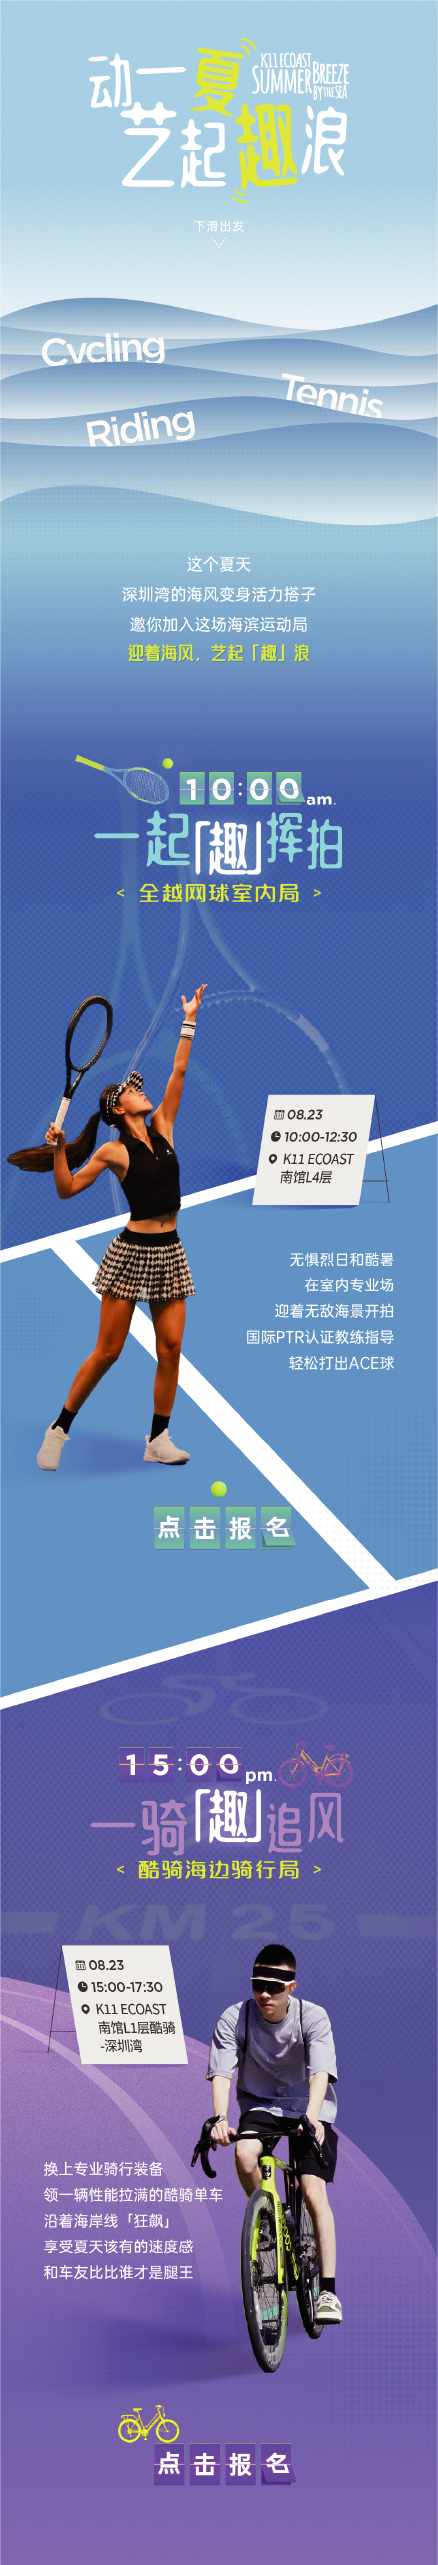 动一夏
K11 ECOAST
SUMMER BREEZE
BY THE SEA
艺起趣浪
下滑出发
Cycling
Tennis
Riding
这个夏天
深圳湾的海风变身活力搭子
邀你加入这场海滨运动局
迎着海风，艺起「趣」浪
10:00am.
一起「趣」挥拍
< 全越网球室内局 >
08.23
10:00-12:30
K11 ECOAST
南馆L4层
无惧烈日和酷暑
在室内专业场
迎着无敌海景开拍
国际PTR认证教练指导
轻松打出ACE球
点击报名
15:00pm.
一骑「趣」追风
< 酷骑海边骑行局 >
KM 25
08.23
15:00-17:30
K11 ECOAST
南馆L1层酷骑
-深圳湾
换上专业骑行装备
领一辆性能拉满的酷骑单车
沿着海岸线「狂飙」
享受夏天该有的速度感
和车友比比谁才是腿王
点击报名